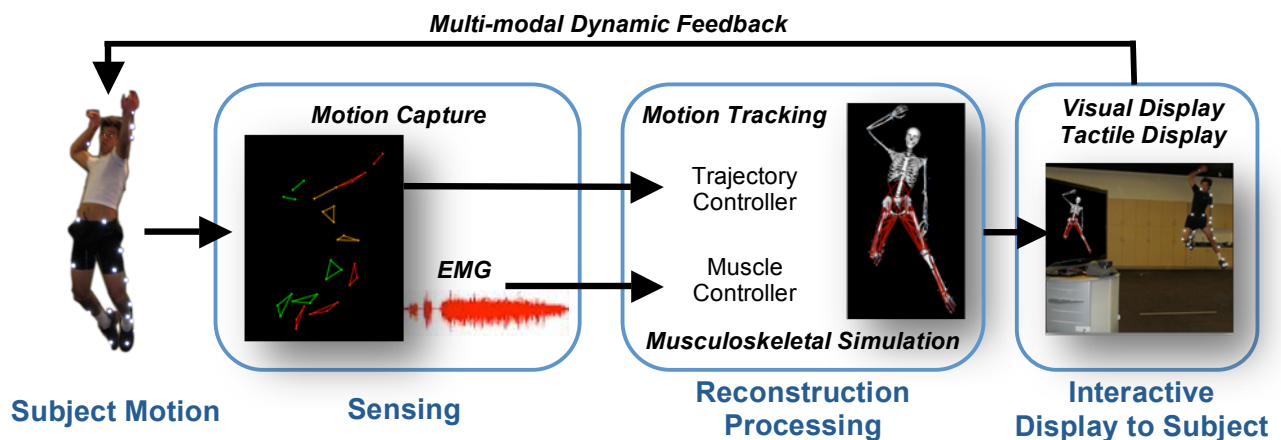 Multi-modal Dynamic Feedback
Motion Capture
EMG
Motion Tracking
Trajectory
Controller
Muscle
Controller
Musculoskeletal Simulation
Visual Display
Tactile Display
Subject Motion
Sensing
Reconstruction
Processing
Interactive
Display to Subject